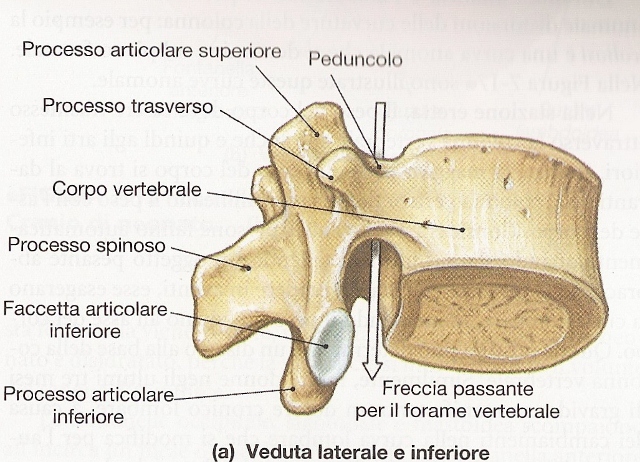 Processo articolare superiore
Peduncolo
Processo trasverso
Corpo vertebrale
Processo spinoso
Faccetta articolare
inferiore
Processo articolare
inferiore
Freccia passante
per il forame vertebrale
(a) Veduta laterale e inferiore